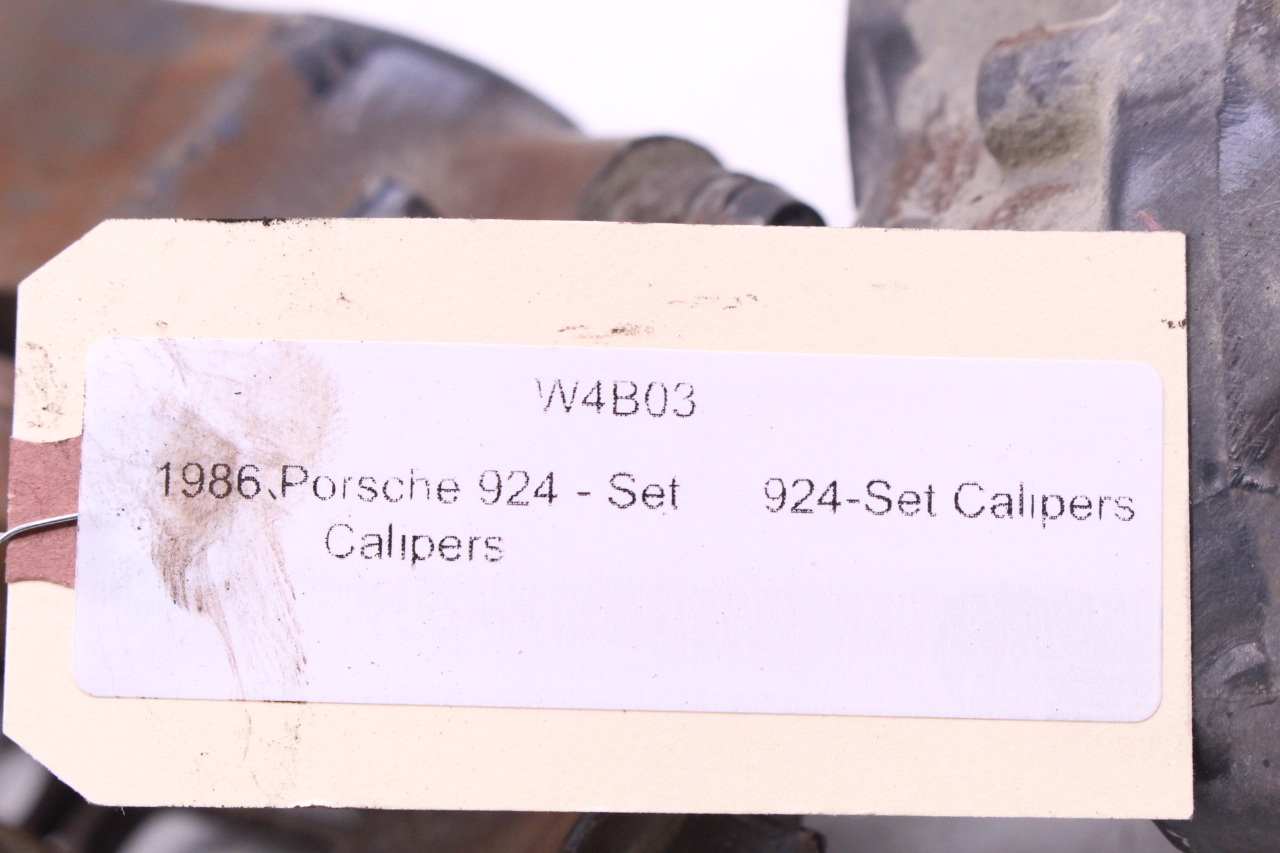 W4B03
1986 Porsche 924 - Set Calipers
924-Set Calipers